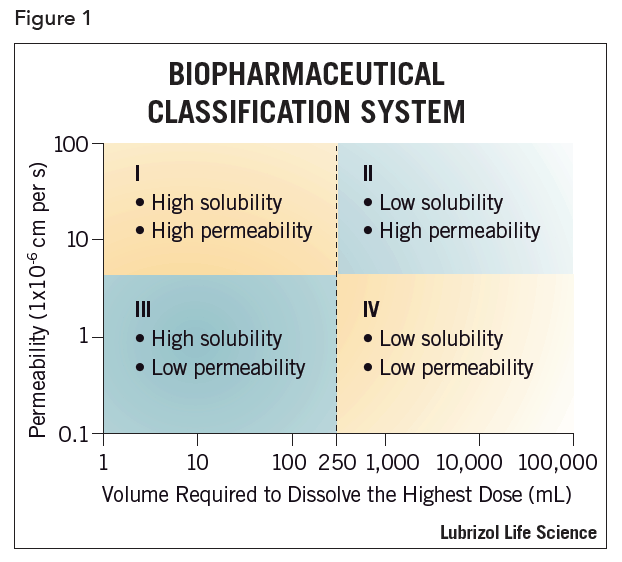 Figure 1
BIOPHARMACEUTICAL
CLASSIFICATION SYSTEM
Permeability (1x10⁻⁶ cm per s)
100
10
1
0.1
I
• High solubility
• High permeability
II
• Low solubility
• High permeability
III
• High solubility
• Low permeability
IV
• Low solubility
• Low permeability
1 10 100 250 1,000 10,000 100,000
Volume Required to Dissolve the Highest Dose (mL)
Lubrizol Life Science